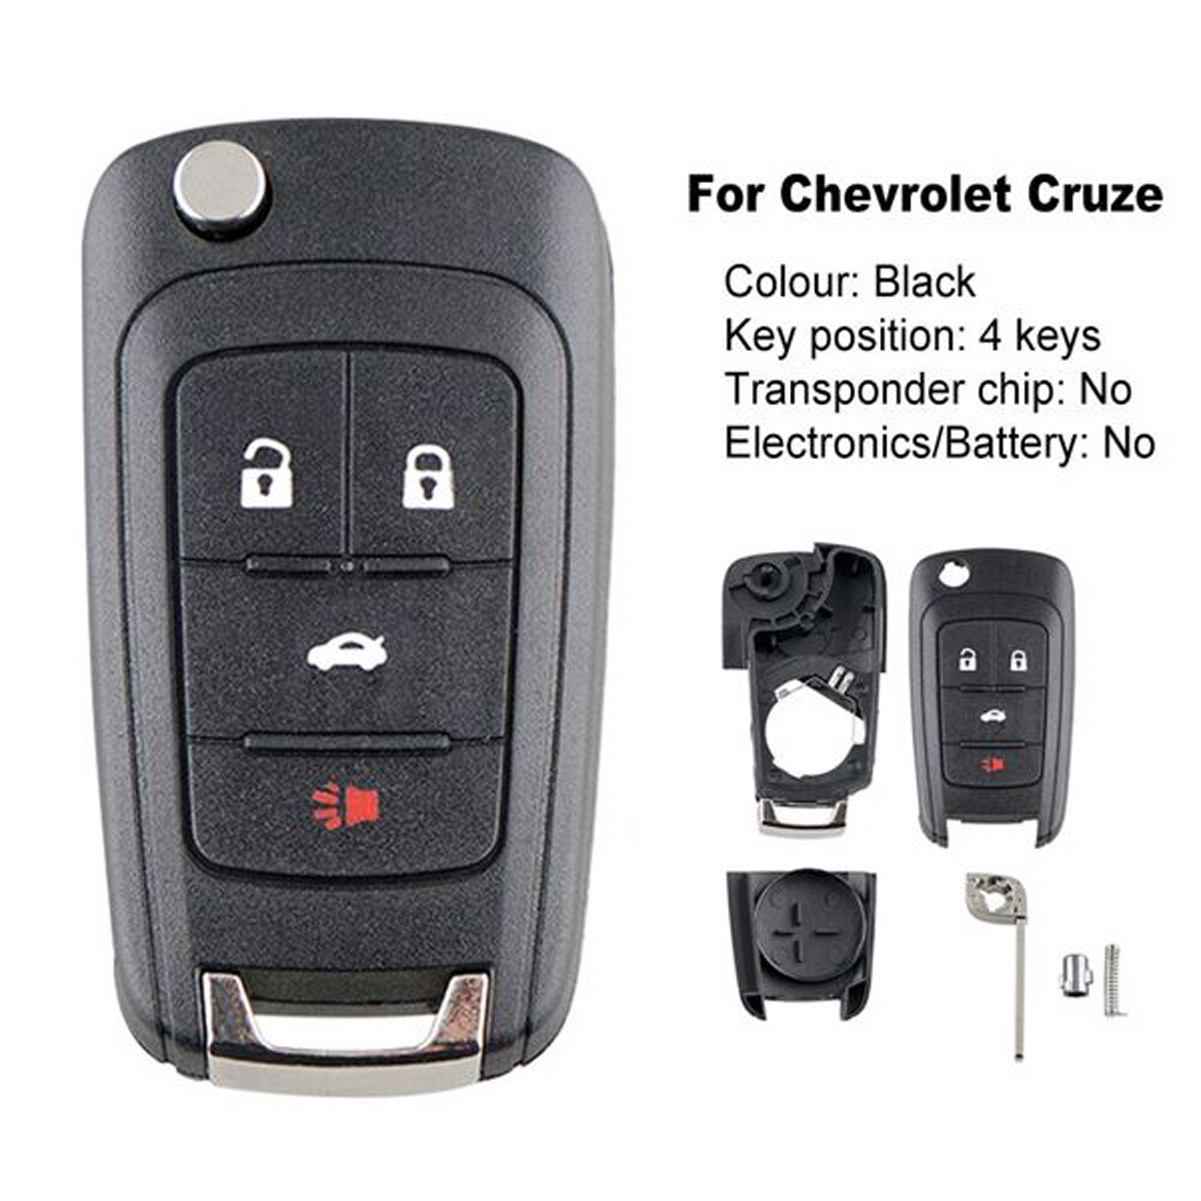 For Chevrolet Cruze
Colour: Black
Key position: 4 keys
Transponder chip: No
Electronics/Battery: No